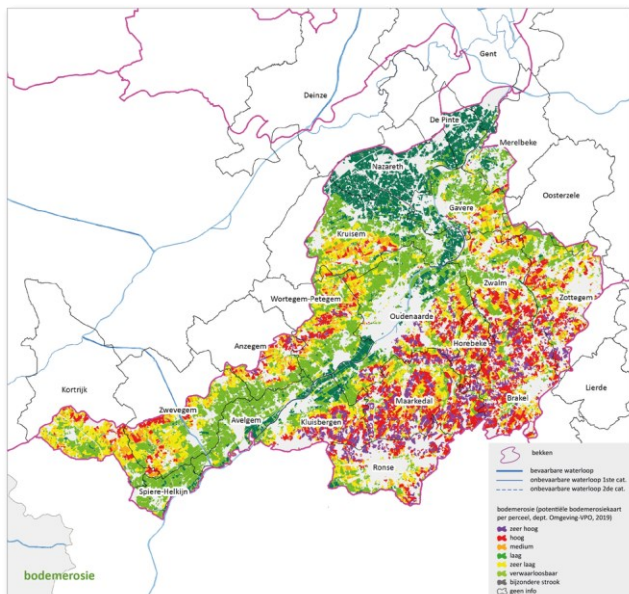 Gent
Deinze
De Pinte
Merelbeke
Nazareth
Oosterzele
Gavere
Kruisem
Zwalm
Wortegem-Petegem
Zottegem
Oudenaarde
Anzegem
Horebeke
Kortrijk
Lierde
Zwevegem
Maarkedal
Brakel
Avelgem
Kluisbergen
Ronse
Spiere-Helkijn
bekken
bevaarbare waterloop
onbevaarbare waterloop 1ste cat.
onbevaarbare waterloop 2de cat.
bodemerosie (potentiële bodemerosiekaart
per perceel, dept. Omgeving-VPO, 2019)
zeer hoog
hoog
medium
laag
zeer laag
verwaarloosbaar
bijzondere strook
geen info
bodemerosie